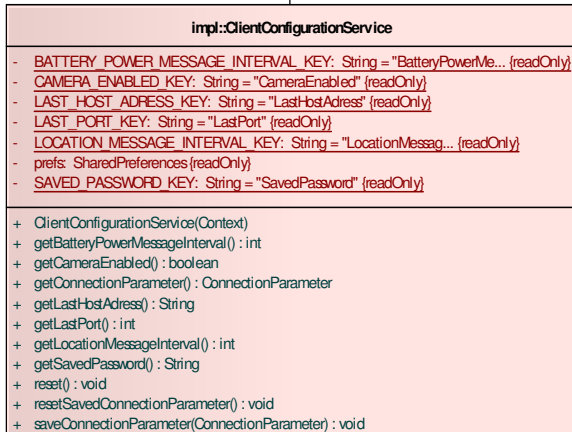 impl::ClientConfigurationService
- BATTERY_POWER_MESSAGE_INTERVAL_KEY: String = "BatteryPowerMe... {readOnly}
- CAMERA_ENABLED_KEY: String = "CameraEnabled" {readOnly}
- LAST_HOST_ADRESS_KEY: String = "LastHostAdress" {readOnly}
- LAST_PORT_KEY: String = "LastPort" {readOnly}
- LOCATION_MESSAGE_INTERVAL_KEY: String = "LocationMessag... {readOnly}
- prefs: SharedPreferences {readOnly}
- SAVED_PASSWORD_KEY: String = "SavedPassword" {readOnly}
+ ClientConfigurationService(Context)
+ getBatteryPowerMessageInterval() : int
+ getCameraEnabled() : boolean
+ getConnectionParameter() : ConnectionParameter
+ getLastHostAdress() : String
+ getLastPort() : int
+ getLocationMessageInterval() : int
+ getSavedPassword() : String
+ reset() : void
+ resetSavedConnectionParameter() : void
+ saveConnectionParameter(ConnectionParameter) : void